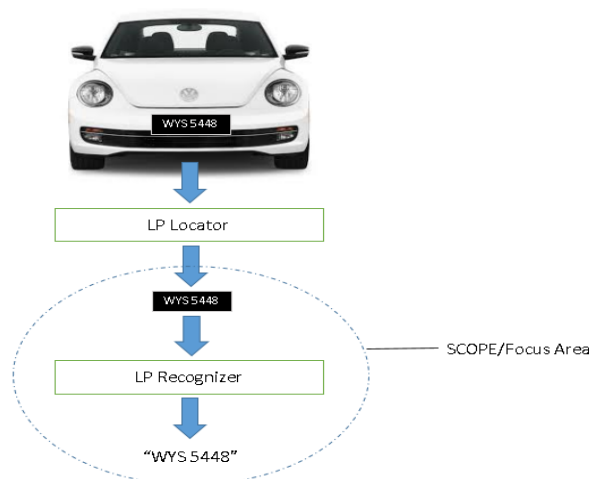 WYS 5448
LP Locator
WYS 5448
SCOPE/Focus Area
LP Recognizer
“WYS 5448”